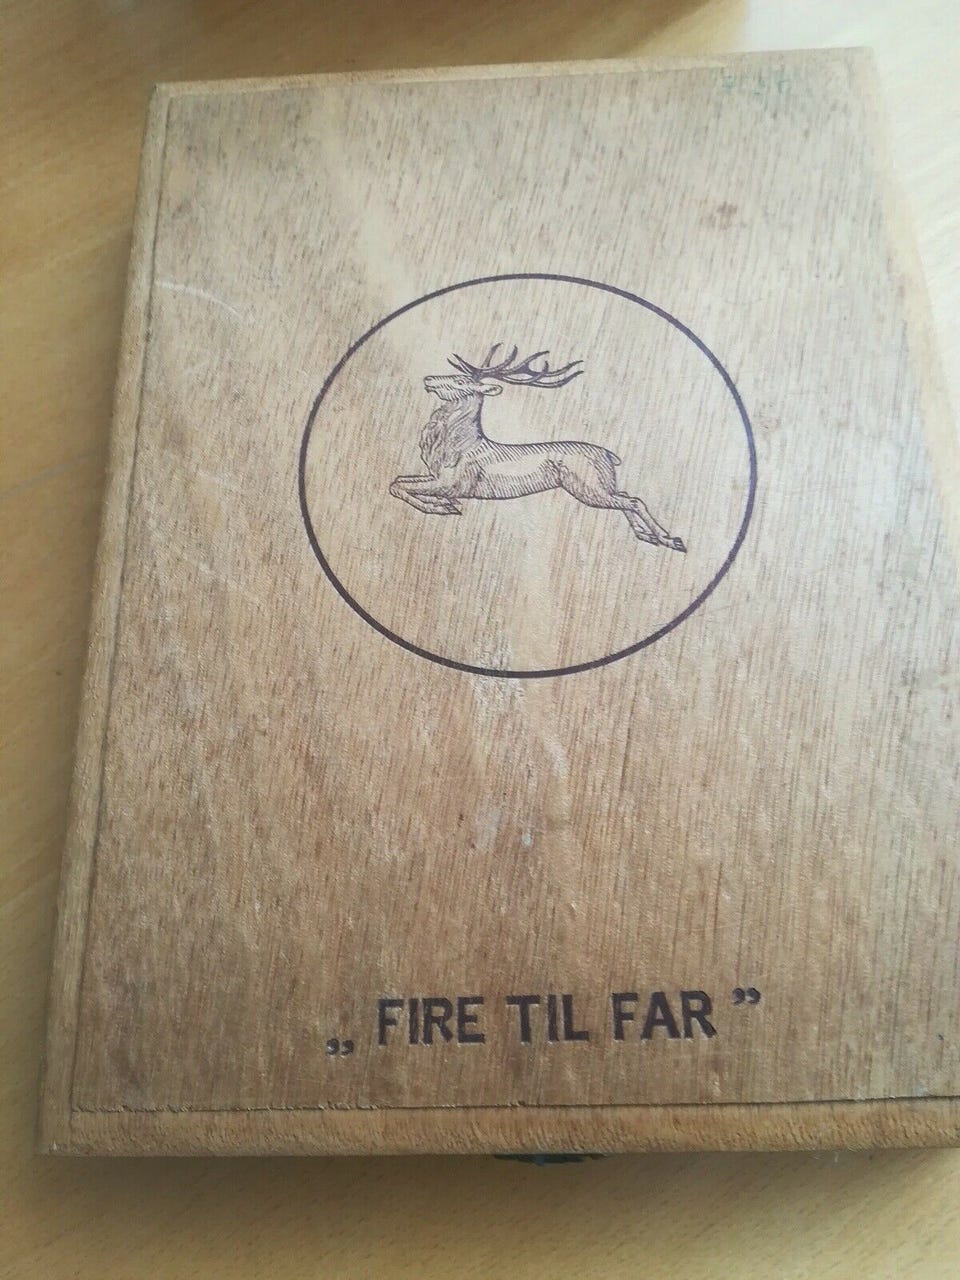 „ FIRE TIL FAR ”